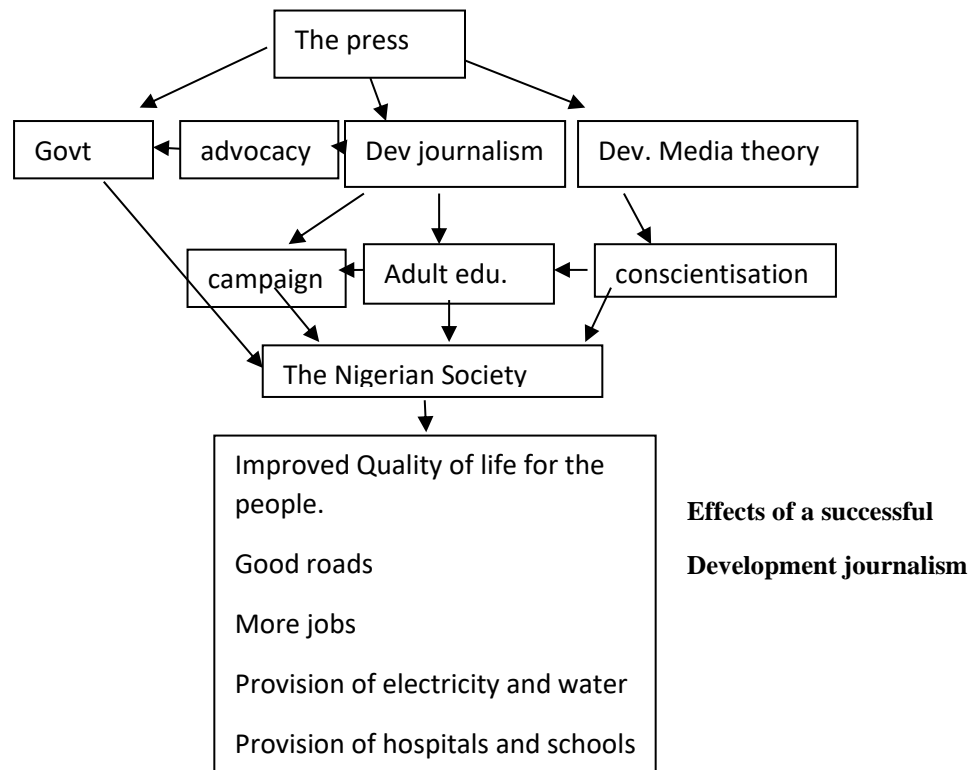 The press
Govt
advocacy
Dev journalism
Dev. Media theory
campaign
Adult edu.
conscientisation
The Nigerian Society
Improved Quality of life for the
people.
Good roads
More jobs
Provision of electricity and water
Provision of hospitals and schools
Effects of a successful
Development journalism